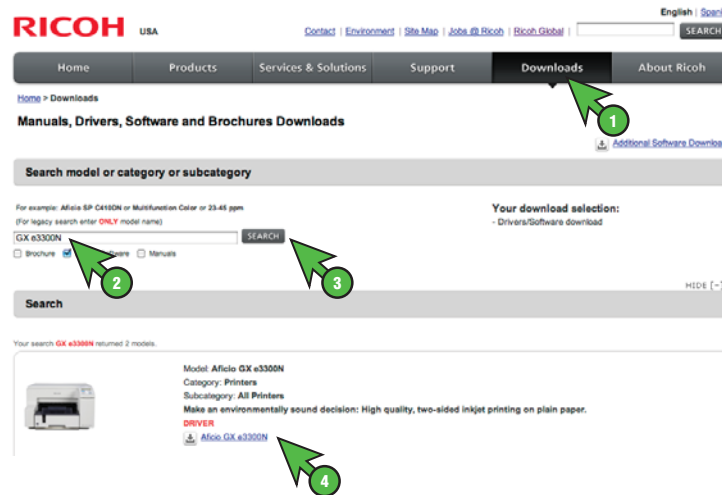 English | Spani
RICOH USA Contact | Environment | Site Map | Jobs @ Ricoh | Ricoh Global | SEARCH
Home Products Services & Solutions Support Downloads About Ricoh
Home > Downloads
1
Manuals, Drivers, Software and Brochures Downloads
Additional Software Downloa
Search model or category or subcategory
For example: Aficio SP C410DN or Multifunction Color or 23-45 ppm
(For legacy search enter ONLY model name)
Your download selection:
- Drivers/Software download
GX e3300N SEARCH
Brochure Manuals
2 3
HIDE [-]
Search
Your search GX e3300N returned 2 models.
Model: Aficio GX e3300N
Category: Printers
Subcategory: All Printers
Make an environmentally sound decision: High quality, two-sided inkjet printing on plain paper.
DRIVER
Aficio GX e3300N
4